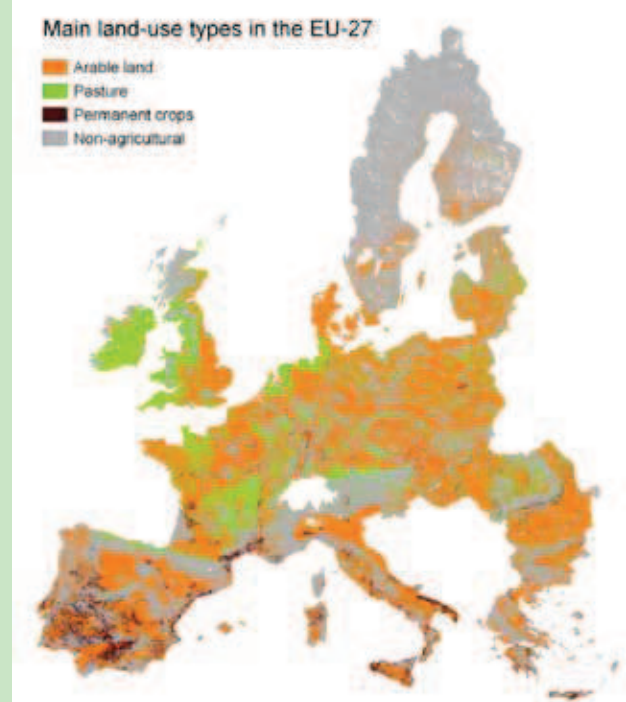 Main land-use types in the EU-27
Arable land
Pasture
Permanent crops
Non-agricultural